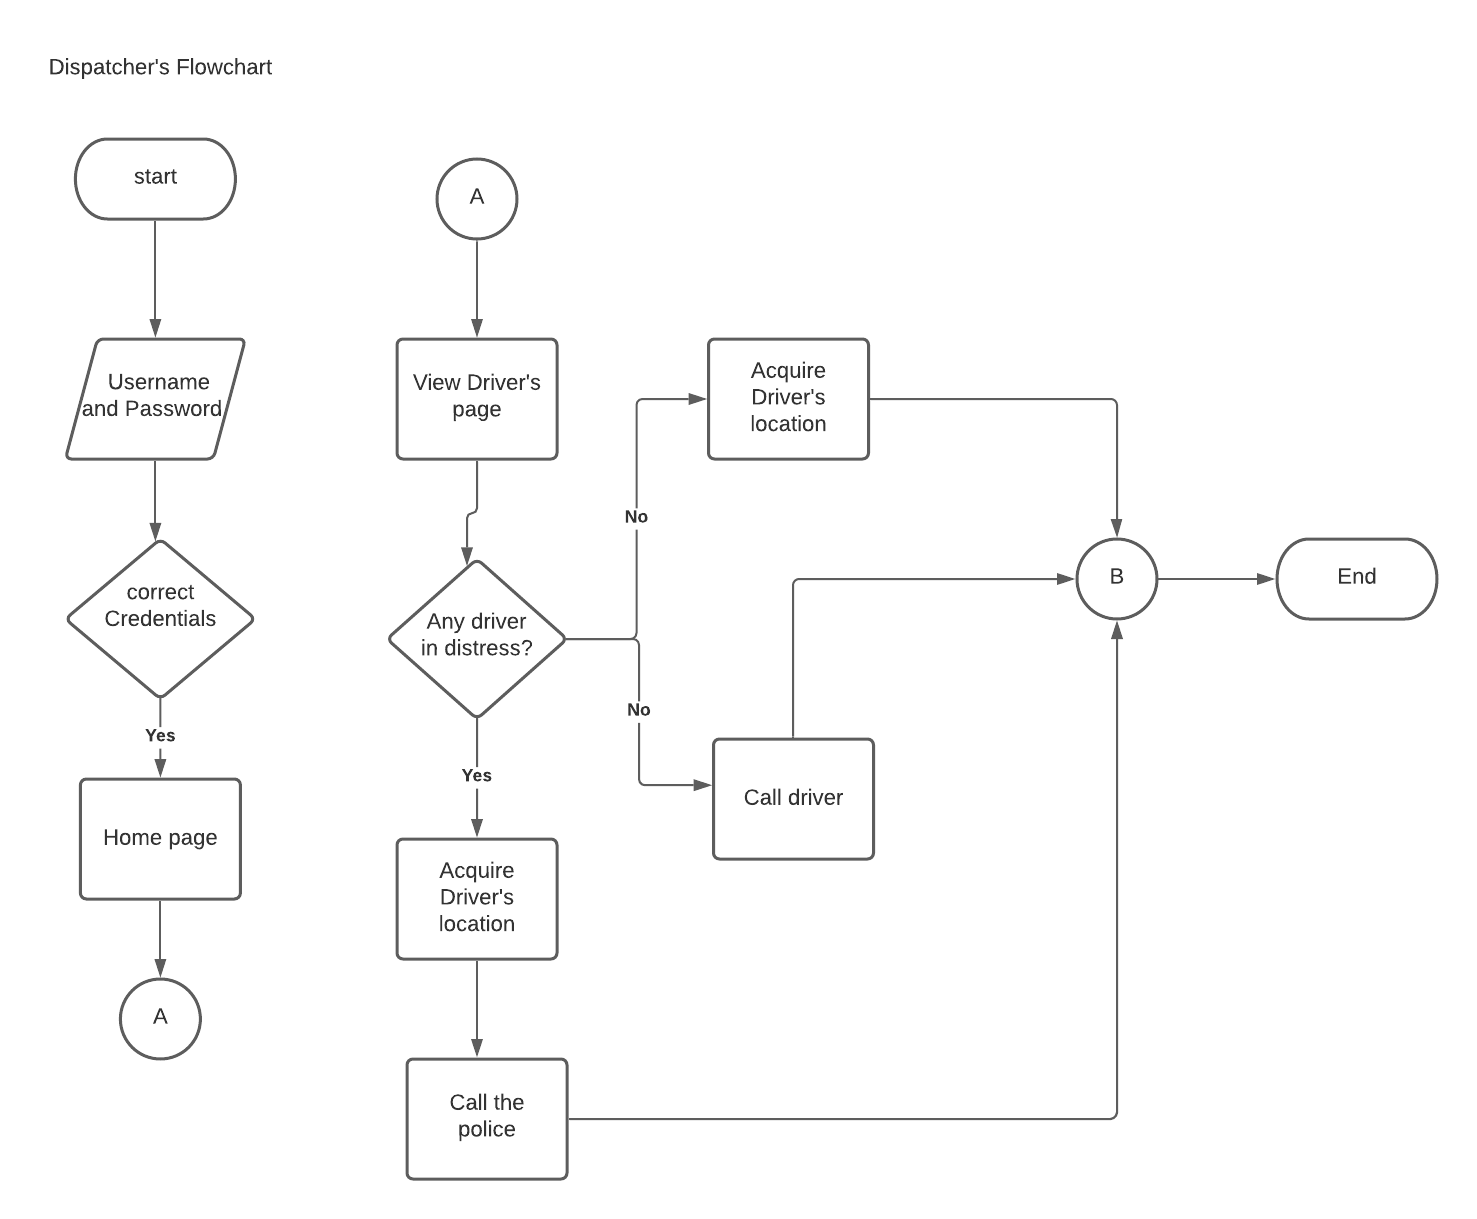 Dispatcher's Flowchart
start
Username
and Password
correct
Credentials
Yes
Home page
A
A
View Driver's
page
Any driver
in distress?
Yes
Acquire
Driver's
location
Call the
police
No
Acquire
Driver's
location
No
Call driver
B
End